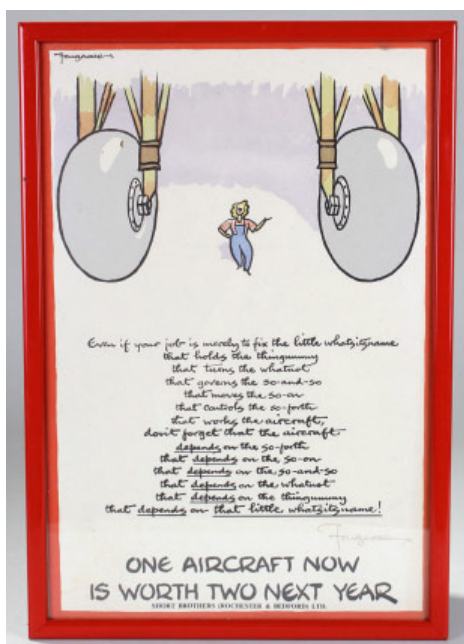 Fougasse
Even if your job is merely to fix the little whatsitsname
that holds the thingummy
that turns the whatnot
that governs the so-and-so
that moves the so-on
that controls the so-forth
that works the aircraft,
don't forget that the aircraft
depends on the so-forth
that depends on the so-on
that depends on the so-and-so
that depends on the whatnot
that depends on the thingummy
that depends on that little whatsitsname!
Fougasse
ONE AIRCRAFT NOW
IS WORTH TWO NEXT YEAR
SHORT BROTHERS (ROCHESTER & BEDFORD) LTD.